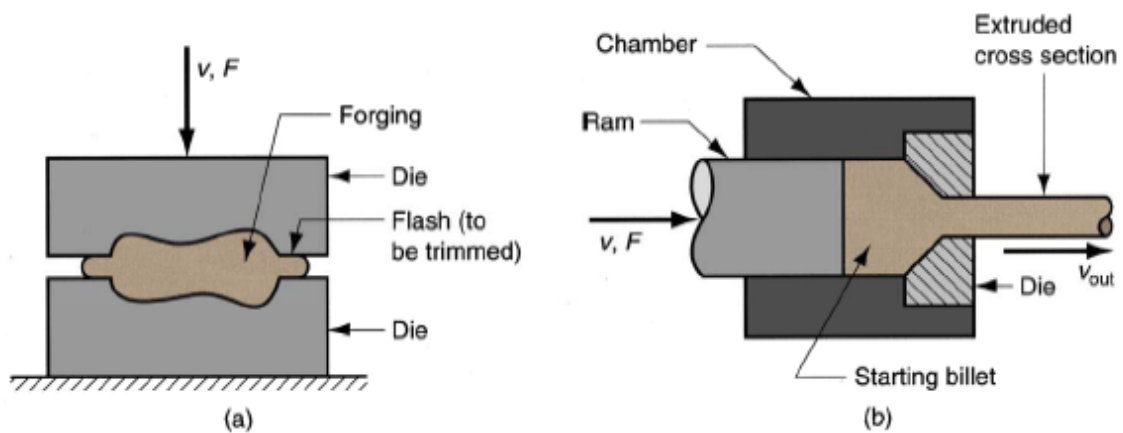 v, F
Forging
Die
Flash (to
be trimmed)
Die
(a)
Extruded
cross section
Chamber
Ram
v, F
v_out
Die
Starting billet
(b)